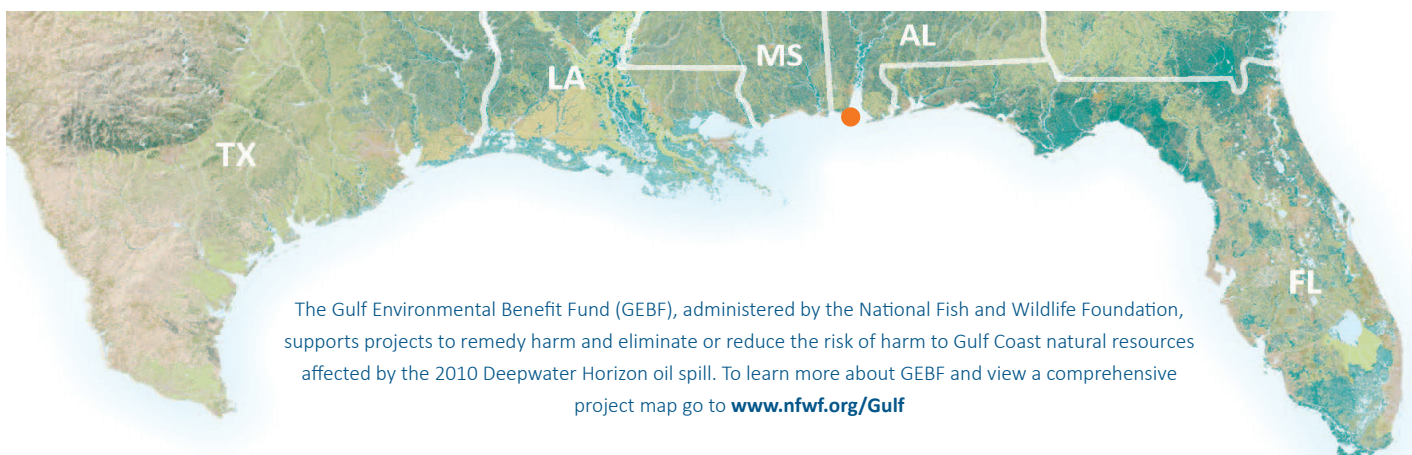 AL
MS
LA
TX
FL
The Gulf Environmental Benefit Fund (GEBF), administered by the National Fish and Wildlife Foundation,
supports projects to remedy harm and eliminate or reduce the risk of harm to Gulf Coast natural resources
affected by the 2010 Deepwater Horizon oil spill. To learn more about GEBF and view a comprehensive
project map go to www.nfwf.org/Gulf